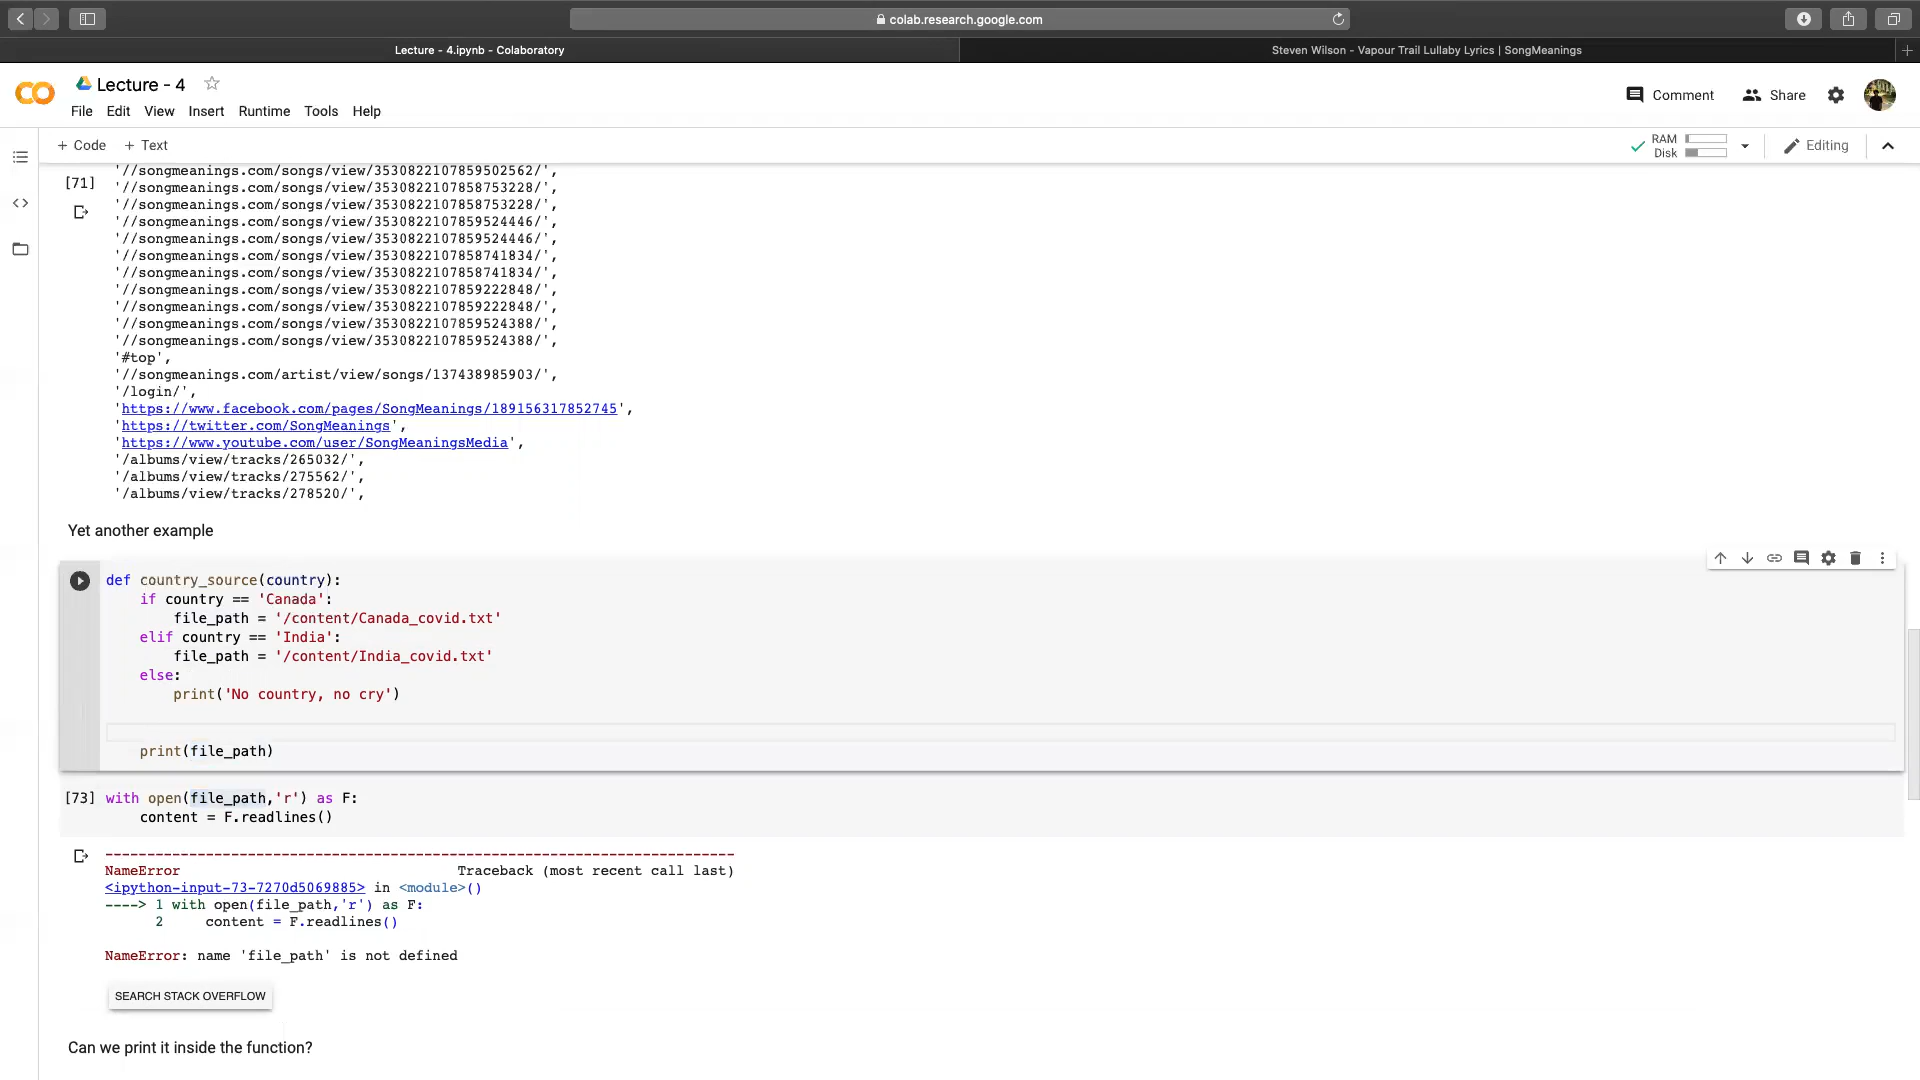 colab.research.google.com
Lecture - 4.ipynb - Colaboratory
Steven Wilson - Vapour Trail Lullaby Lyrics | SongMeanings
Lecture - 4
Comment
Share
File Edit View Insert Runtime Tools Help
+ Code + Text
RAM
Disk
Editing
'//songmeanings.com/songs/view/3530822107859502562/',
[71]
'//songmeanings.com/songs/view/3530822107858753228/',
'//songmeanings.com/songs/view/3530822107858753228/',
'//songmeanings.com/songs/view/3530822107859524446/',
'//songmeanings.com/songs/view/3530822107859524446/',
'//songmeanings.com/songs/view/3530822107858741834/',
'//songmeanings.com/songs/view/3530822107858741834/',
'//songmeanings.com/songs/view/3530822107859222848/',
'//songmeanings.com/songs/view/3530822107859222848/',
'//songmeanings.com/songs/view/3530822107859524388/',
'//songmeanings.com/songs/view/3530822107859524388/',
'#top',
'//songmeanings.com/artist/view/songs/137438985903/',
'/login/',
'https://www.facebook.com/pages/SongMeanings/189156317852745',
'https://twitter.com/SongMeanings',
'https://www.youtube.com/user/SongMeaningsMedia',
'/albums/view/tracks/265032/',
'/albums/view/tracks/275562/',
'/albums/view/tracks/278520/',
Yet another example
def country_source(country):
if country == 'Canada':
file_path = '/content/Canada_covid.txt'
elif country == 'India':
file_path = '/content/India_covid.txt'
else:
print('No country, no cry')
print(file_path)
[73] with open(file_path,'r') as F:
content = F.readlines()
---------------------------------------------------------------------------
NameError Traceback (most recent call last)
<ipython-input-73-7270d5069885> in <module>()
----> 1 with open(file_path,'r') as F:
2 content = F.readlines()
NameError: name 'file_path' is not defined
SEARCH STACK OVERFLOW
Can we print it inside the function?